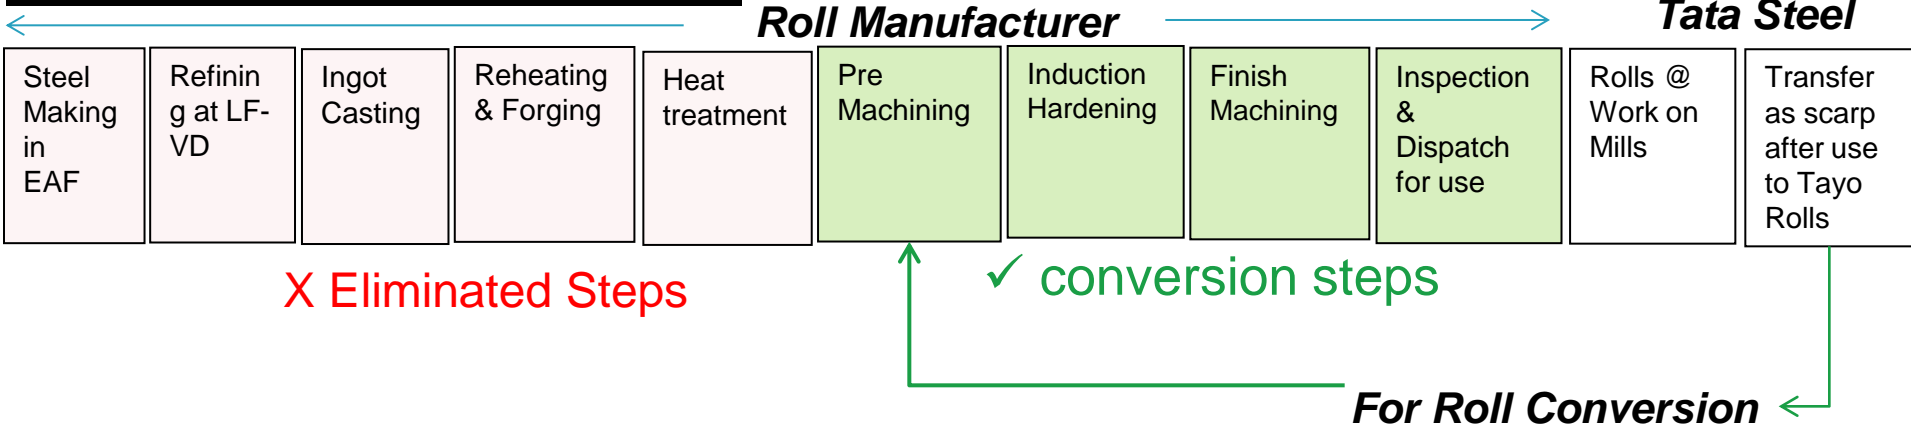 Roll Manufacturer
Tata Steel
Steel
Making
in
EAF
Refinin
g at LF-
VD
Ingot
Casting
Reheating
& Forging
Heat
treatment
Pre
Machining
Induction
Hardening
Finish
Machining
Inspection
&
Dispatch
for use
Rolls @
Work on
Mills
Transfer
as scarp
after use
to Tayo
Rolls
X Eliminated Steps
✓ conversion steps
For Roll Conversion